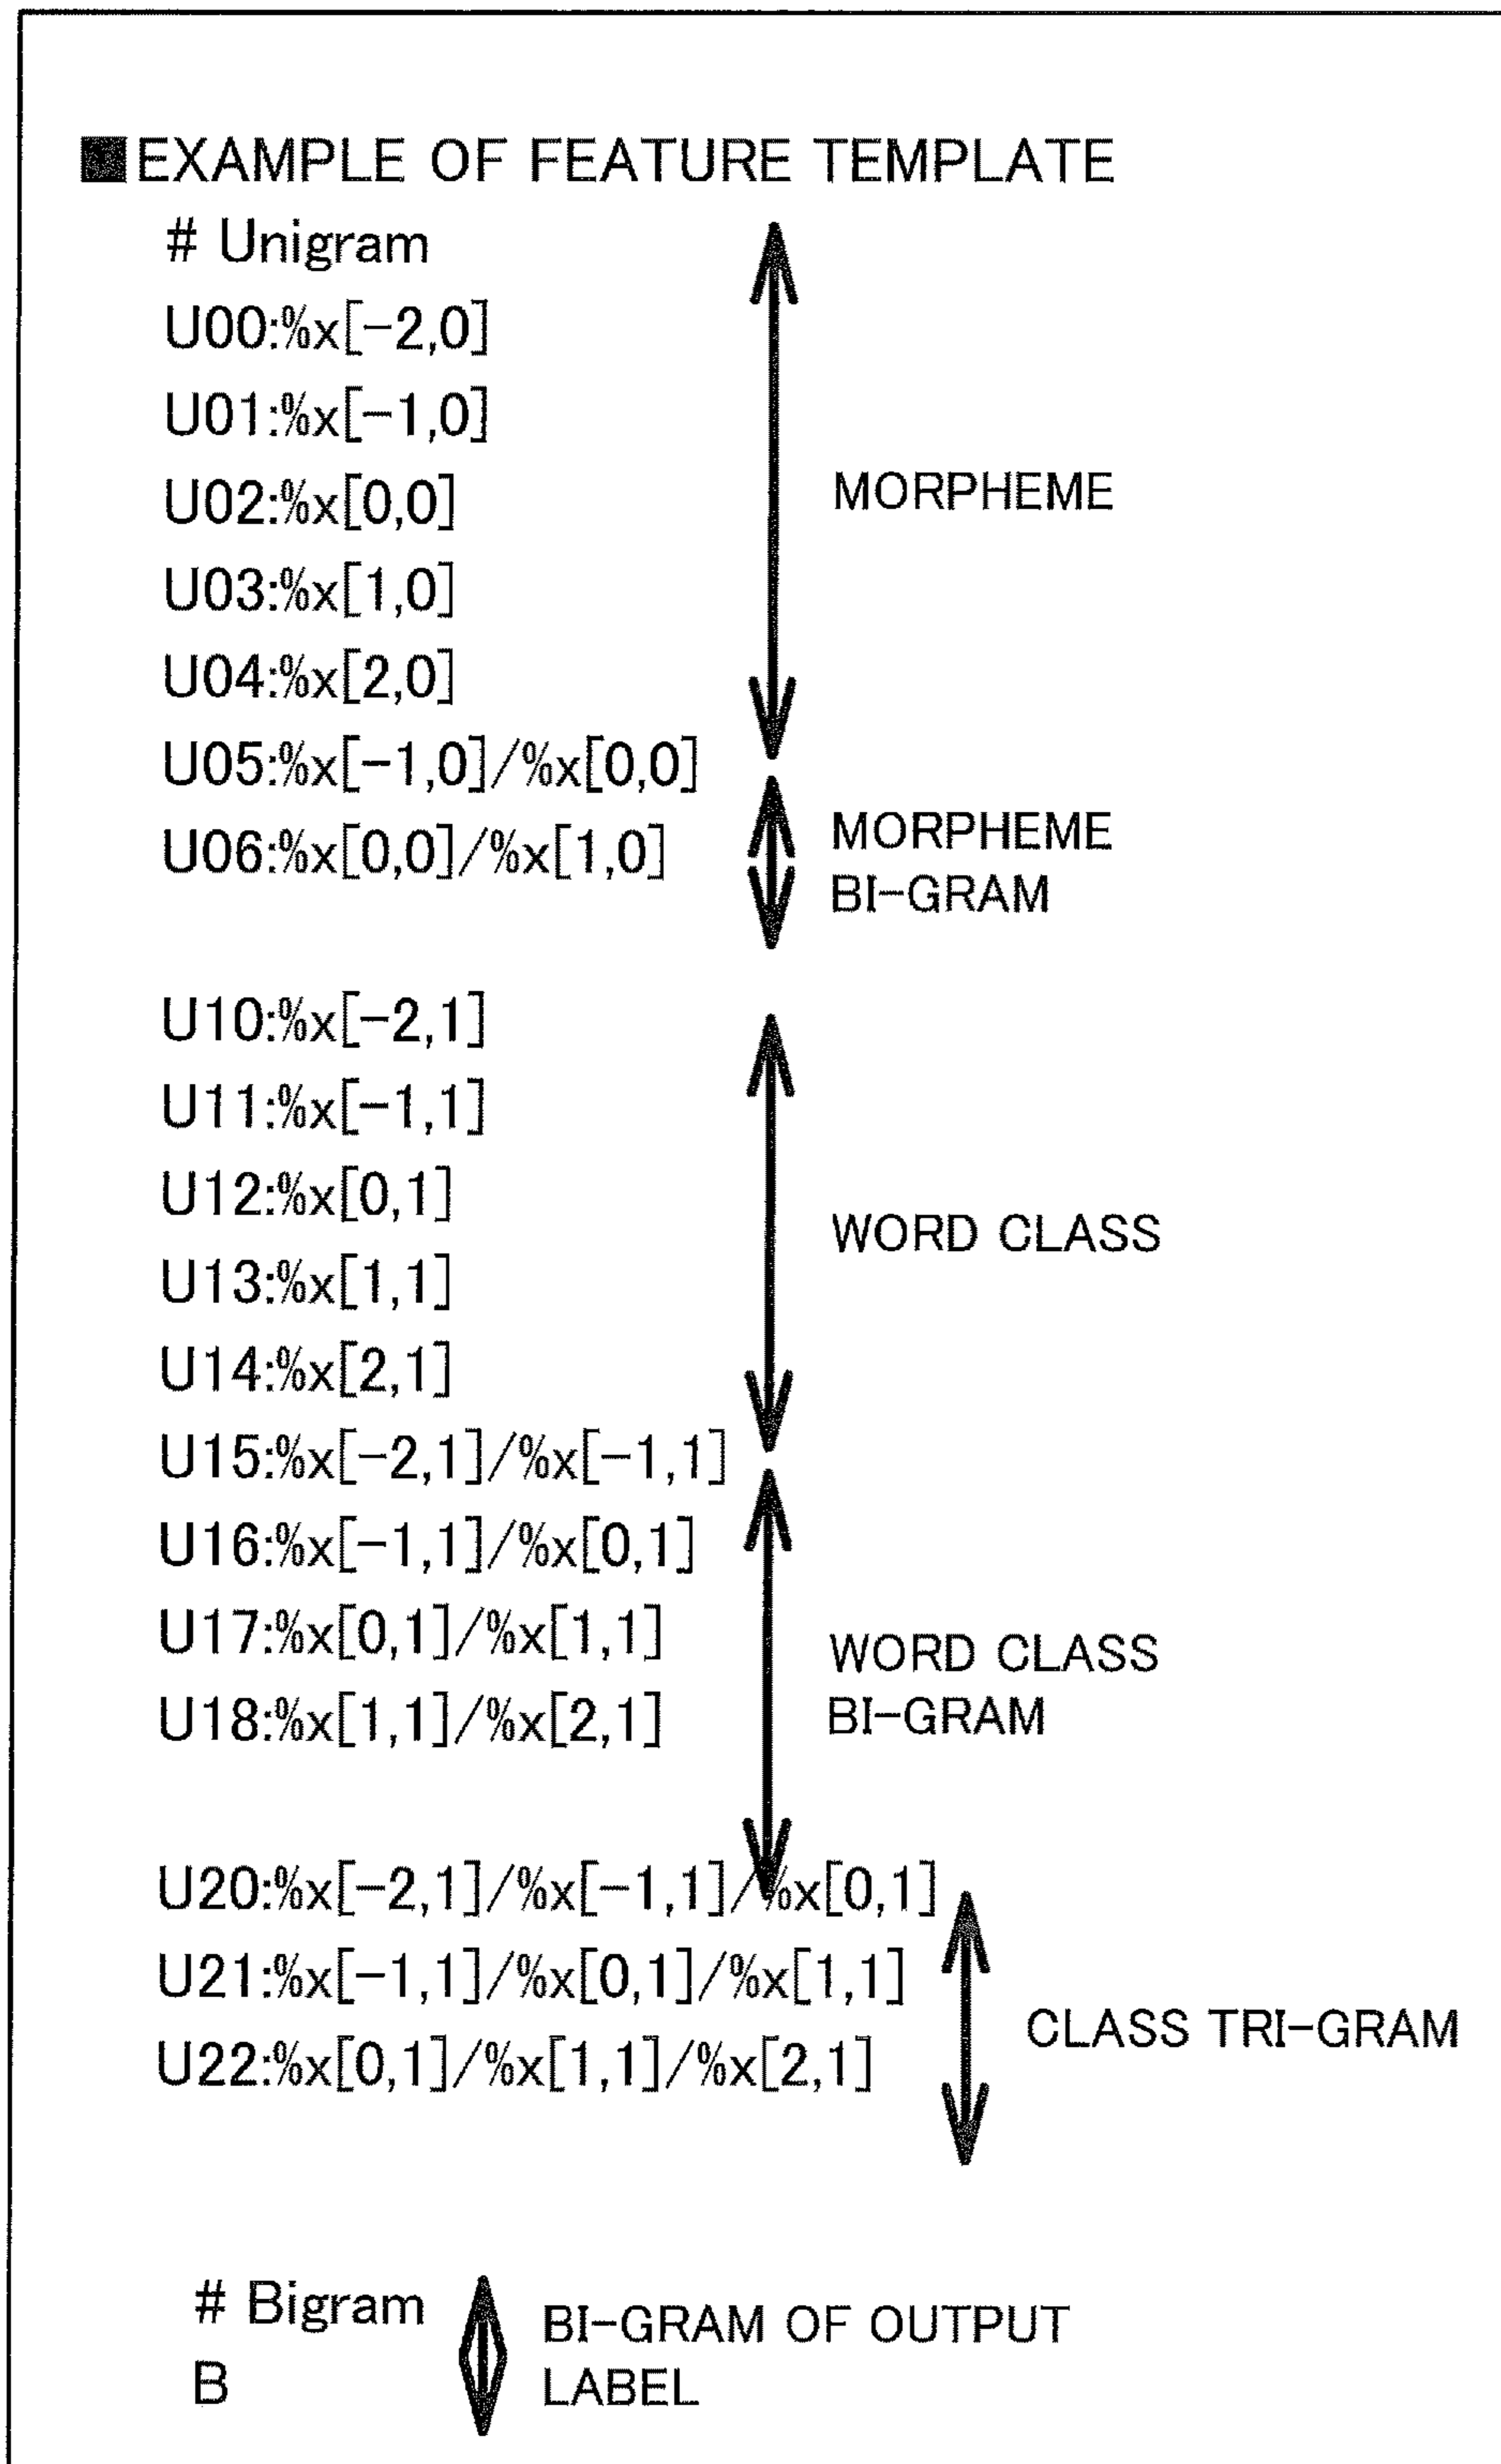 ■EXAMPLE OF FEATURE TEMPLATE
# Unigram
U00:%x[-2,0]
U01:%x[-1,0]
U02:%x[0,0]
U03:%x[1,0]
U04:%x[2,0]
MORPHEME
U05:%x[-1,0]/%x[0,0]
U06:%x[0,0]/%x[1,0]
MORPHEME
BI-GRAM
U10:%x[-2,1]
U11:%x[-1,1]
U12:%x[0,1]
U13:%x[1,1]
U14:%x[2,1]
WORD CLASS
U15:%x[-2,1]/%x[-1,1]
U16:%x[-1,1]/%x[0,1]
U17:%x[0,1]/%x[1,1]
U18:%x[1,1]/%x[2,1]
WORD CLASS
BI-GRAM
U20:%x[-2,1]/%x[-1,1]/%x[0,1]
U21:%x[-1,1]/%x[0,1]/%x[1,1]
U22:%x[0,1]/%x[1,1]/%x[2,1]
CLASS TRI-GRAM
# Bigram
B
BI-GRAM OF OUTPUT
LABEL